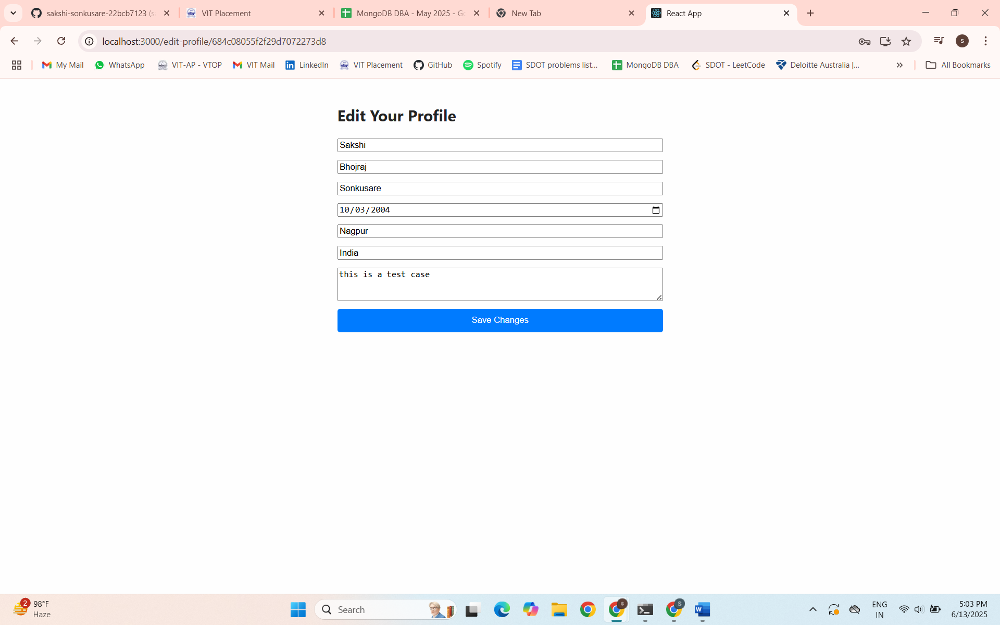 sakshi-sonkusare-22bcb7123 (s
VIT Placement
MongoDB DBA - May 2025 - Go
New Tab
React App
localhost:3000/edit-profile/684c08055f2f29d7072273d8
s
My Mail
WhatsApp
VIT-AP - VTOP
VIT Mail
LinkedIn
VIT Placement
GitHub
Spotify
SDOT problems list...
MongoDB DBA
SDOT - LeetCode
Deloitte Australia |...
All Bookmarks
Edit Your Profile
Sakshi
Bhojraj
Sonkusare
10/03/2004
Nagpur
India
this is a test case
Save Changes
2
98°F
Haze
Search
s
S
W
ENG
IN
5:03 PM
6/13/2025